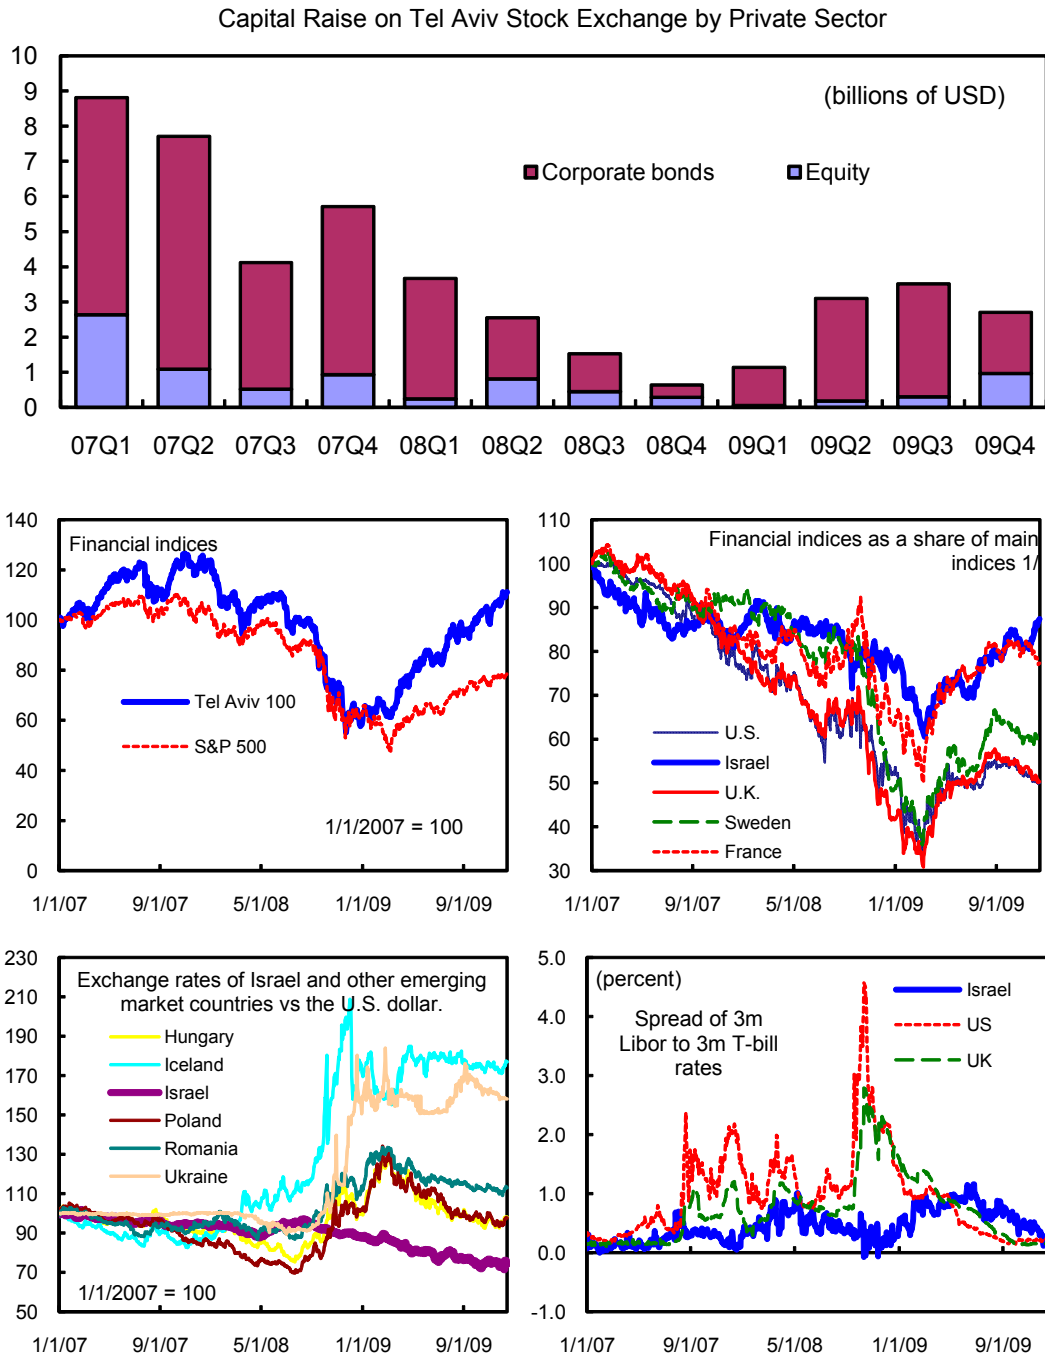 Capital Raise on Tel Aviv Stock Exchange by Private Sector
10
9
8
7
6
5
4
3
2
1
0
(billions of USD)
Corporate bonds
Equity
07Q1 07Q2 07Q3 07Q4 08Q1 08Q2 08Q3 08Q4 09Q1 09Q2 09Q3 09Q4
140
120
100
80
60
40
20
0
Financial indices
Tel Aviv 100
S&P 500
1/1/2007 = 100
1/1/07 9/1/07 5/1/08 1/1/09 9/1/09
110
100
90
80
70
60
50
40
30
Financial indices as a share of main
indices 1/
U.S.
Israel
U.K.
Sweden
France
1/1/07 9/1/07 5/1/08 1/1/09 9/1/09
230
210
190
170
150
130
110
90
70
50
Exchange rates of Israel and other emerging
market countries vs the U.S. dollar.
Hungary
Iceland
Israel
Poland
Romania
Ukraine
1/1/2007 = 100
1/1/07 9/1/07 5/1/08 1/1/09 9/1/09
5.0
4.0
3.0
2.0
1.0
0.0
-1.0
(percent)
Spread of 3m
Libor to 3m T-bill
rates
Israel
US
UK
1/1/07 9/1/07 5/1/08 1/1/09 9/1/09